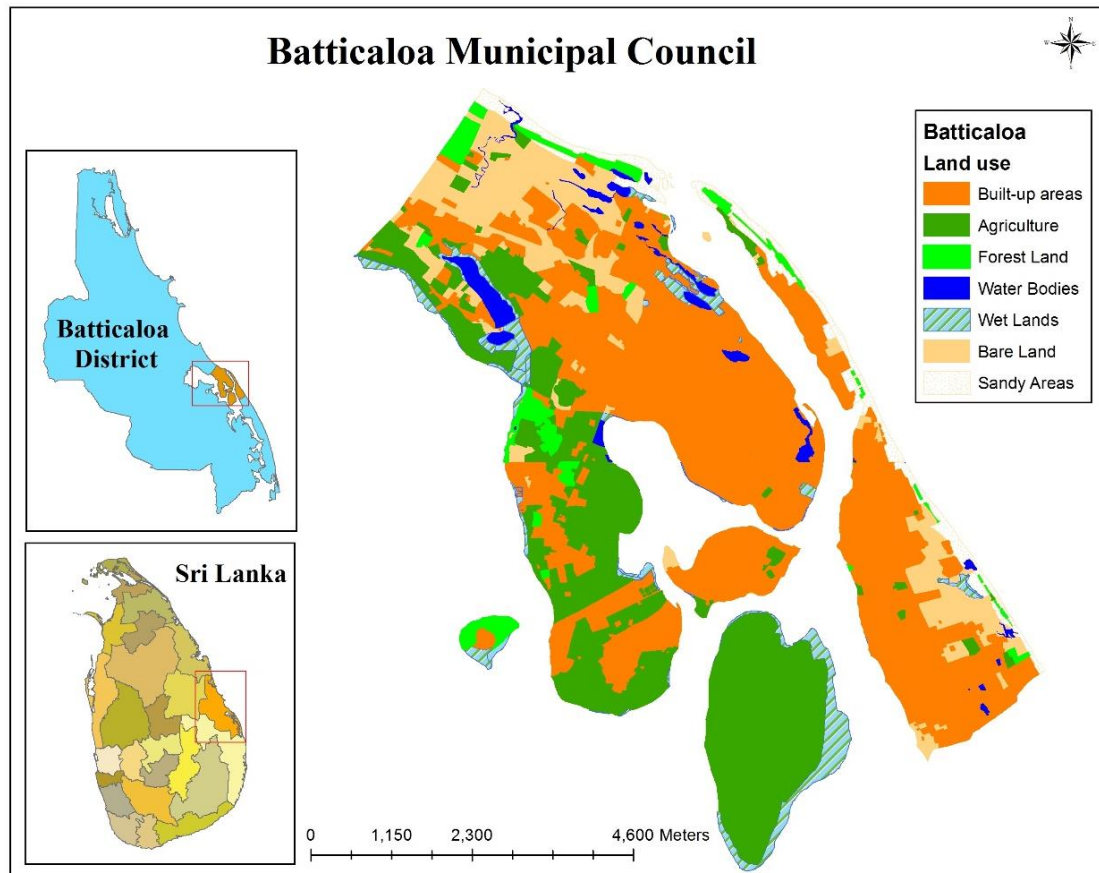 Batticaloa Municipal Council
N
W
E
S
Batticaloa
District
Sri Lanka
Batticaloa
Land use
Built-up areas
Agriculture
Forest Land
Water Bodies
Wet Lands
Bare Land
Sandy Areas
0 1,150 2,300 4,600 Meters